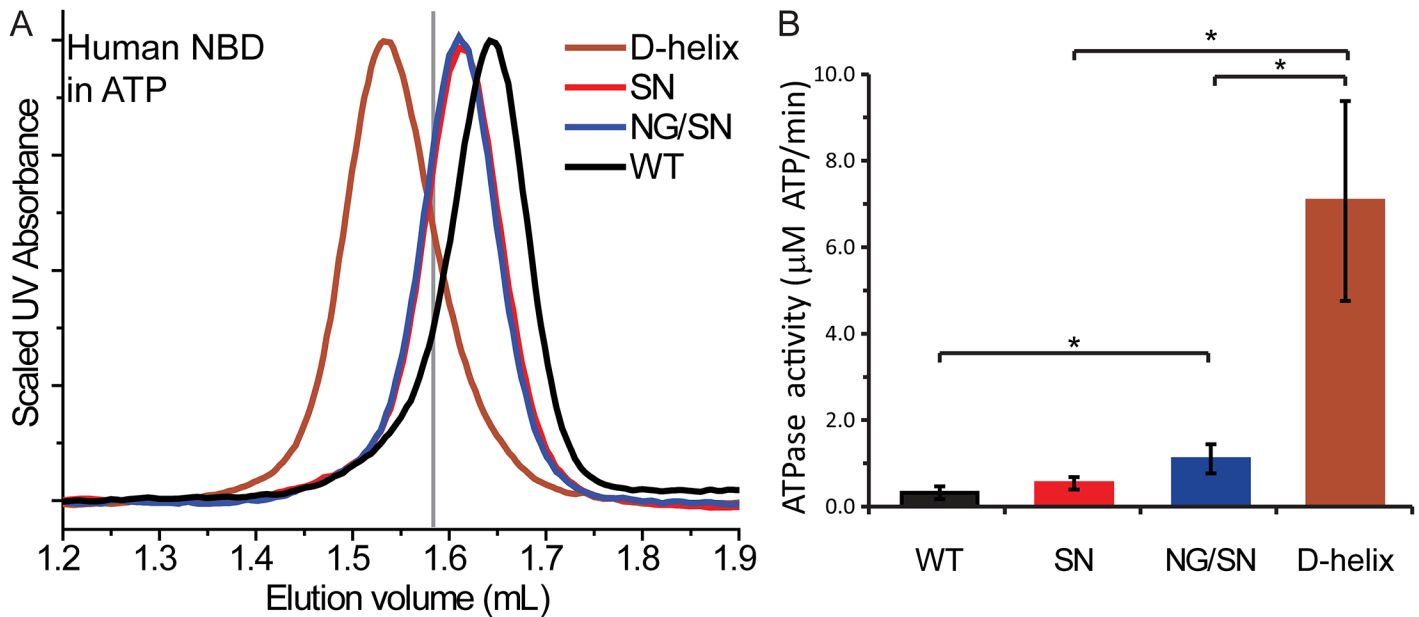 A
Human NBD
in ATP
D-helix
SN
NG/SN
WT
Scaled UV Absorbance
1.2 1.3 1.4 1.5 1.6 1.7 1.8 1.9
Elution volume (mL)
B
*
*
*
ATPase activity (µM ATP/min)
10.0
8.0
6.0
4.0
2.0
0.0
WT SN NG/SN D-helix